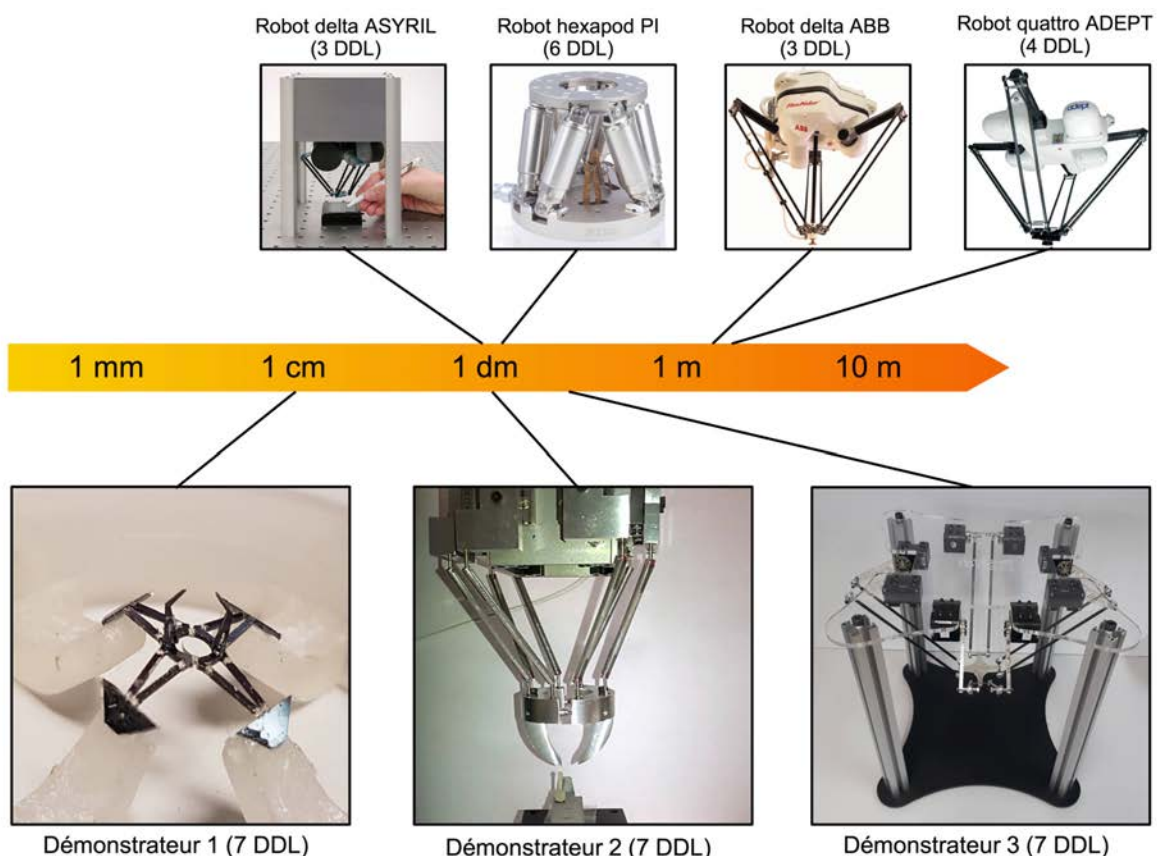 Robot delta ASYRIL
(3 DDL)
Robot hexapod PI
(6 DDL)
Robot delta ABB
(3 DDL)
Robot quattro ADEPT
(4 DDL)
ABB
adept
1 mm
1 cm
1 dm
1 m
10 m
Démonstrateur 1 (7 DDL)
Démonstrateur 2 (7 DDL)
Démonstrateur 3 (7 DDL)